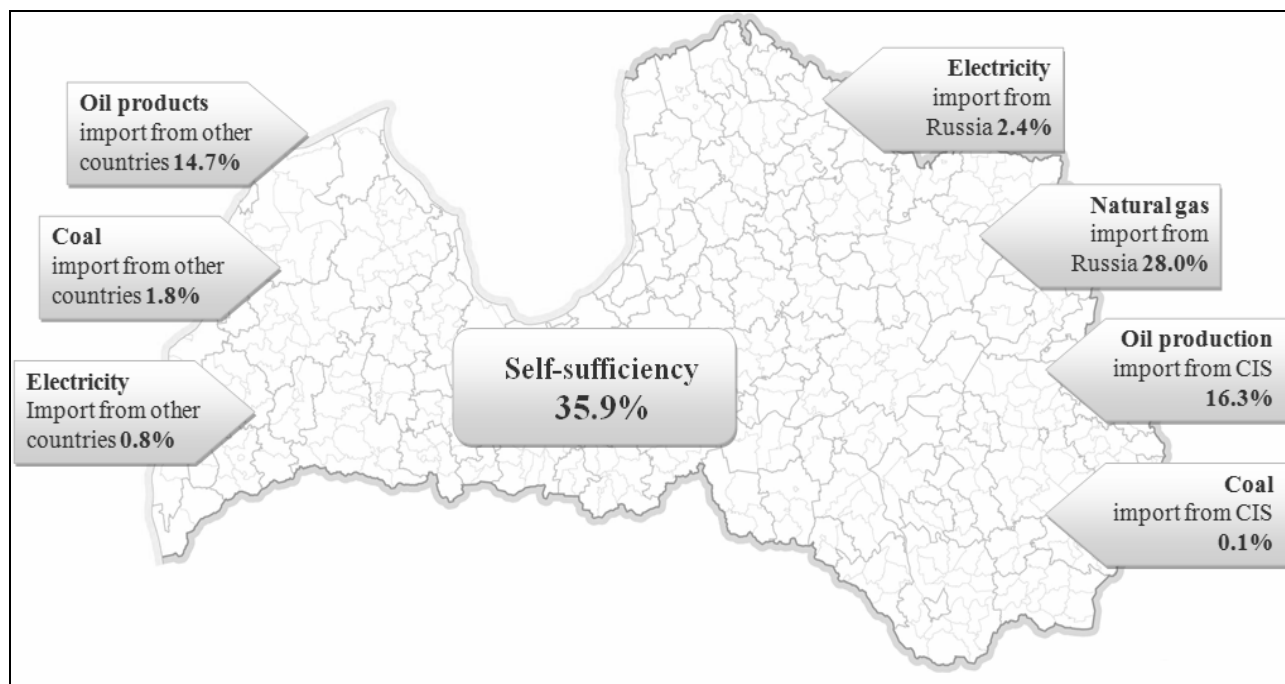 Oil products
import from other
countries 14.7%
Coal
import from other
countries 1.8%
Electricity
Import from other
countries 0.8%
Self-sufficiency
35.9%
Electricity
import from
Russia 2.4%
Natural gas
import from
Russia 28.0%
Oil production
import from CIS
16.3%
Coal
import from CIS
0.1%